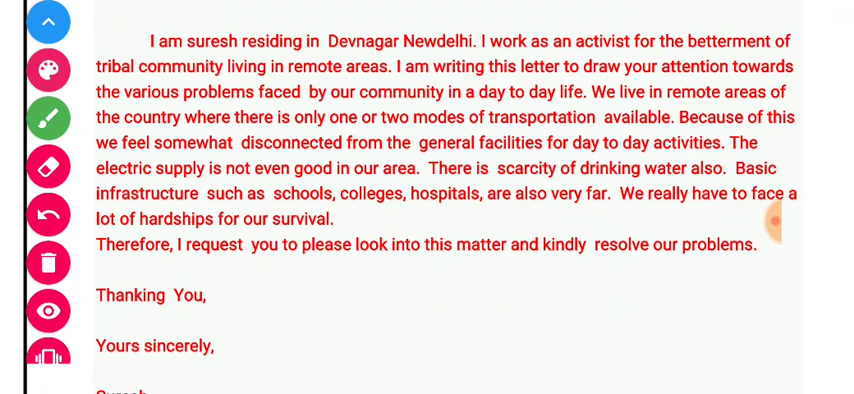 I am suresh residing in Devnagar Newdelhi. I work as an activist for the betterment of
tribal community living in remote areas. I am writing this letter to draw your attention towards
the various problems faced by our community in a day to day life. We live in remote areas of
the country where there is only one or two modes of transportation available. Because of this
we feel somewhat disconnected from the general facilities for day to day activities. The
electric supply is not even good in our area. There is scarcity of drinking water also. Basic
infrastructure such as schools, colleges, hospitals, are also very far. We really have to face a
lot of hardships for our survival.
Therefore, I request you to please look into this matter and kindly resolve our problems.
Thanking You,
Yours sincerely,